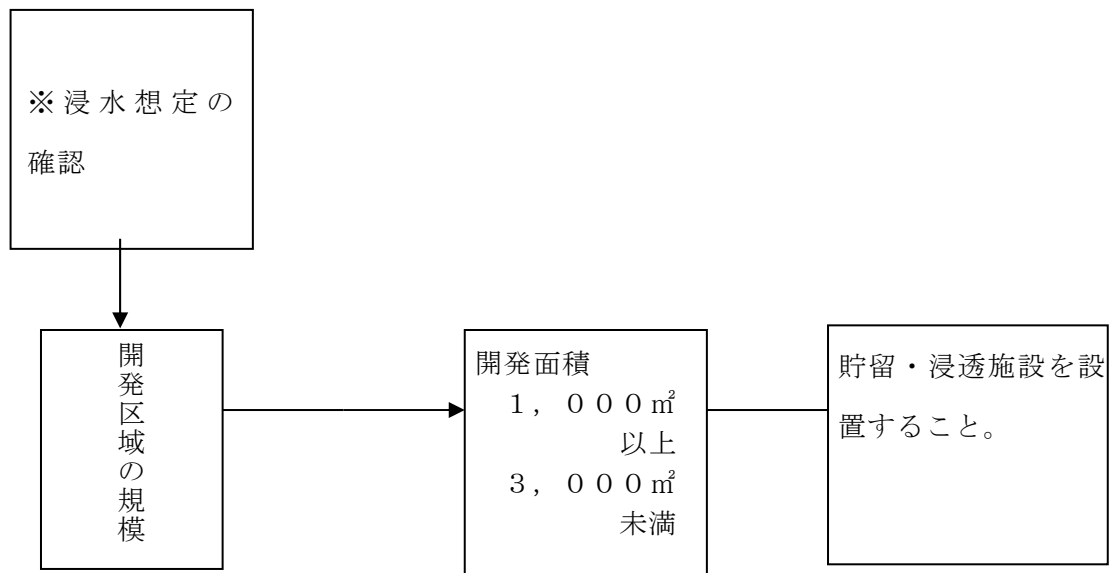 ※浸水想定の
確認
開発区域の規模
開発面積
１，０００㎡
以上
３，０００㎡
未満
貯留・浸透施設を設
置すること。